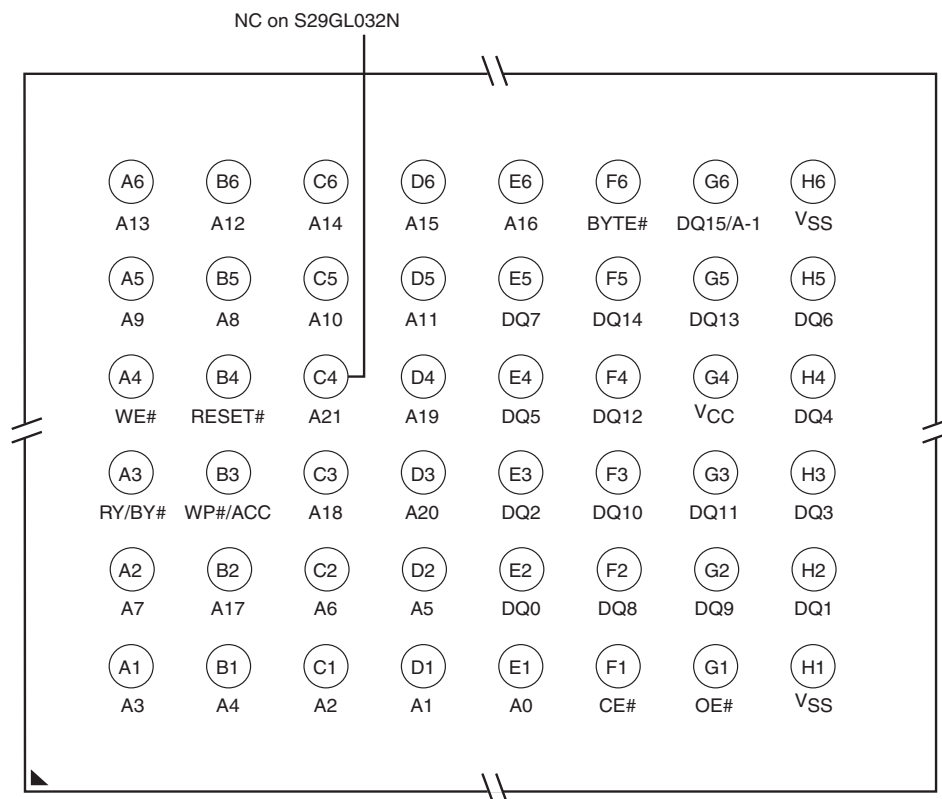 NC on S29GL032N
A6 B6 C6 D6 E6 F6 G6 H6
A13 A12 A14 A15 A16 BYTE# DQ15/A-1 VSS
A5 B5 C5 D5 E5 F5 G5 H5
A9 A8 A10 A11 DQ7 DQ14 DQ13 DQ6
A4 B4 C4 D4 E4 F4 G4 H4
WE# RESET# A21 A19 DQ5 DQ12 VCC DQ4
A3 B3 C3 D3 E3 F3 G3 H3
RY/BY# WP#/ACC A18 A20 DQ2 DQ10 DQ11 DQ3
A2 B2 C2 D2 E2 F2 G2 H2
A7 A17 A6 A5 DQ0 DQ8 DQ9 DQ1
A1 B1 C1 D1 E1 F1 G1 H1
A3 A4 A2 A1 A0 CE# OE# VSS